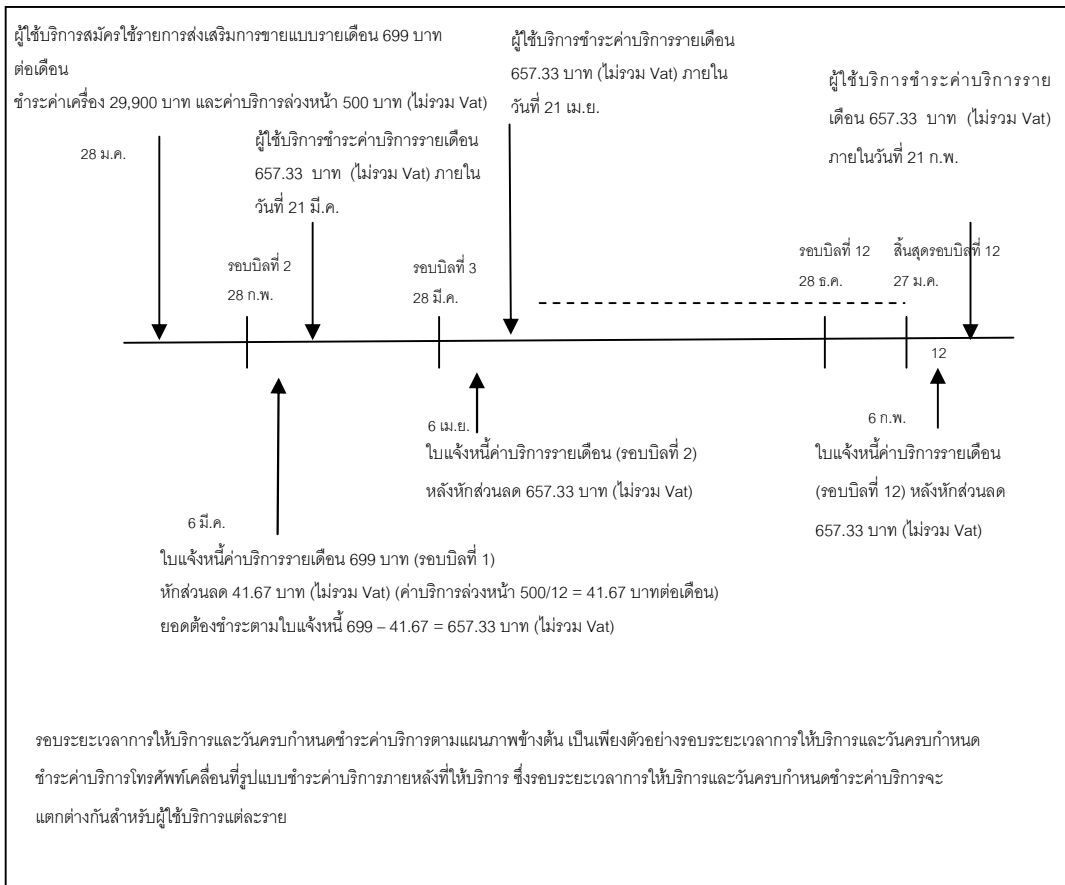 ผู้ใช้บริการสมัครใช้รายการส่งเสริมการขายแบบรายเดือน 699 บาท
ต่อเดือน
ชำระค่าเครื่อง 29,900 บาท และค่าบริการล่วงหน้า 500 บาท (ไม่รวม Vat)
28 ม.ค.
ผู้ใช้บริการชำระค่าบริการรายเดือน
657.33 บาท (ไม่รวม Vat) ภายใน
วันที่ 21 มี.ค.
ผู้ใช้บริการชำระค่าบริการรายเดือน
657.33 บาท (ไม่รวม Vat) ภายใน
วันที่ 21 เม.ย.
ผู้ใช้บริการชำระค่าบริการราย
เดือน 657.33 บาท (ไม่รวม Vat)
ภายในวันที่ 21 ก.พ.
รอบบิลที่ 2
28 ก.พ.
รอบบิลที่ 3
28 มี.ค.
รอบบิลที่ 12
28 ธ.ค.
สิ้นสุดรอบบิลที่ 12
27 ม.ค.
12
6 มี.ค.
ใบแจ้งหนี้ค่าบริการรายเดือน 699 บาท (รอบบิลที่ 1)
หักส่วนลด 41.67 บาท (ไม่รวม Vat) (ค่าบริการล่วงหน้า 500/12 = 41.67 บาทต่อเดือน)
ยอดต้องชำระตามใบแจ้งหนี้ 699 – 41.67 = 657.33 บาท (ไม่รวม Vat)
6 เม.ย.
ใบแจ้งหนี้ค่าบริการรายเดือน (รอบบิลที่ 2)
หลังหักส่วนลด 657.33 บาท (ไม่รวม Vat)
6 ก.พ.
ใบแจ้งหนี้ค่าบริการรายเดือน
(รอบบิลที่ 12) หลังหักส่วนลด
657.33 บาท (ไม่รวม Vat)
รอบระยะเวลาการให้บริการและวันครบกำหนดชำระค่าบริการตามแผนภาพข้างต้น เป็นเพียงตัวอย่างรอบระยะเวลาการให้บริการและวันครบกำหนด
ชำระค่าบริการโทรศัพท์เคลื่อนที่รูปแบบชำระค่าบริการภายหลังที่ให้บริการ ซึ่งรอบระยะเวลาการให้บริการและวันครบกำหนดชำระค่าบริการจะ
แตกต่างกันสำหรับผู้ใช้บริการแต่ละราย